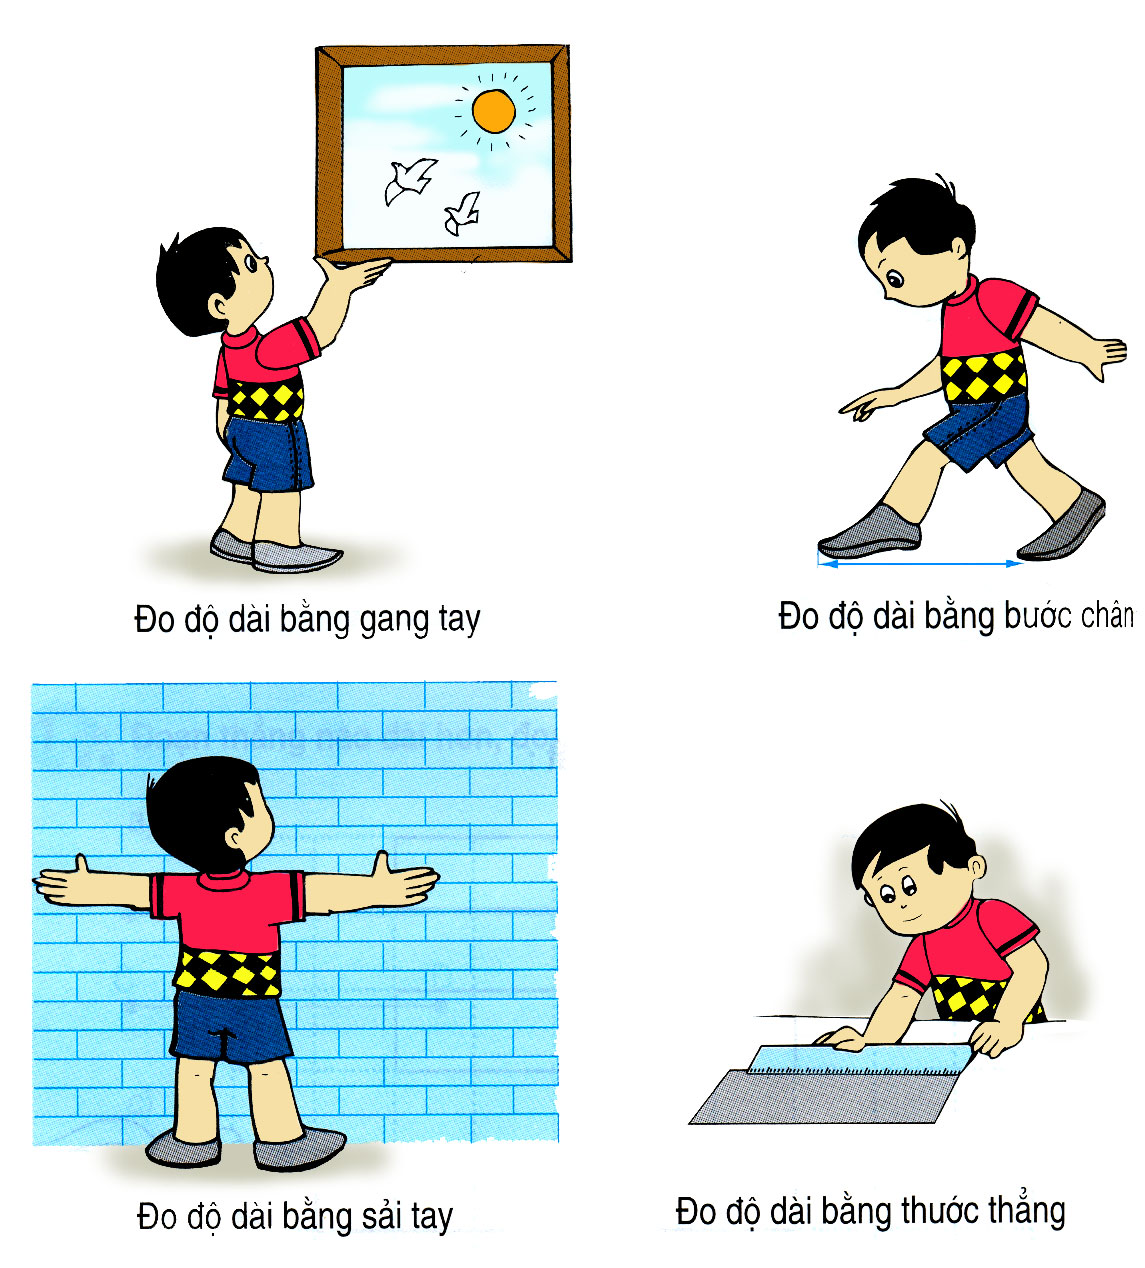 Đo độ dài bằng gang tay
Đo độ dài bằng bước chân
Đo độ dài bằng sải tay
Đo độ dài bằng thước thẳng